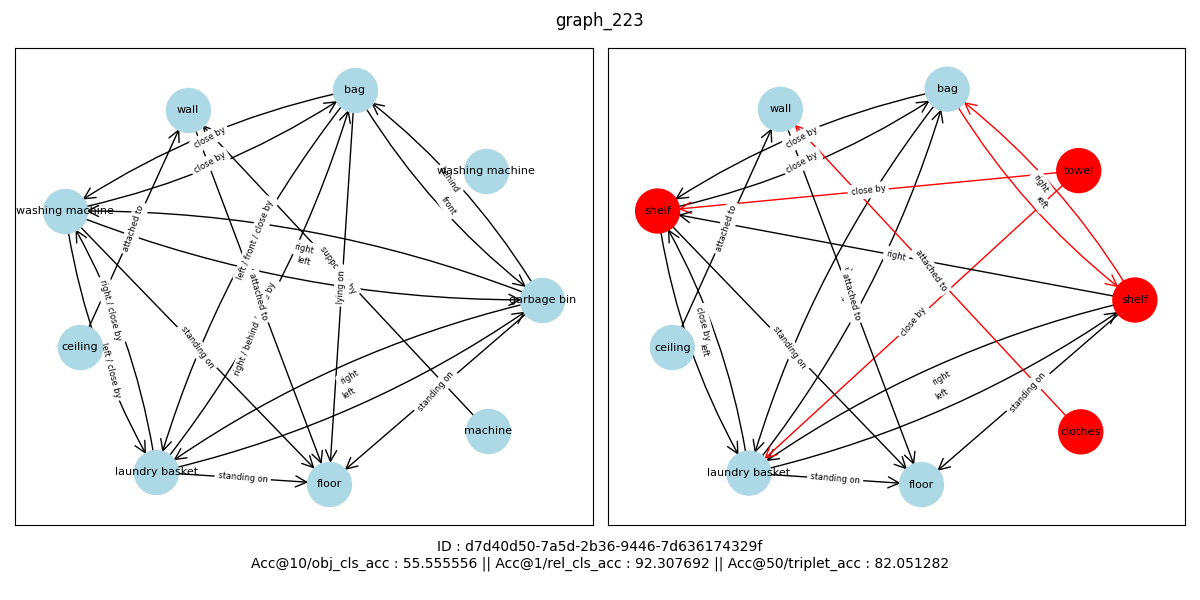 graph_223
bag
wall
close by
close by
washing machine
washing machine
behind
front
attached to
left / front / close by
right
left
lying on
attached to
garbage bin
right / close by
ceiling
standing on
right / behind
left / close by
right
left
standing on
machine
laundry basket
standing on
floor
bag
wall
close by
close by
towel
close by
right
left
shelf
attached to
right
attached to
attached to
shelf
close by
left
close by
ceiling
standing on
right
left
standing on
clothes
laundry basket
standing on
floor
ID : d7d40d50-7a5d-2b36-9446-7d636174329f
Acc@10/obj_cls_acc : 55.555556 || Acc@1/rel_cls_acc : 92.307692 || Acc@50/triplet_acc : 82.051282